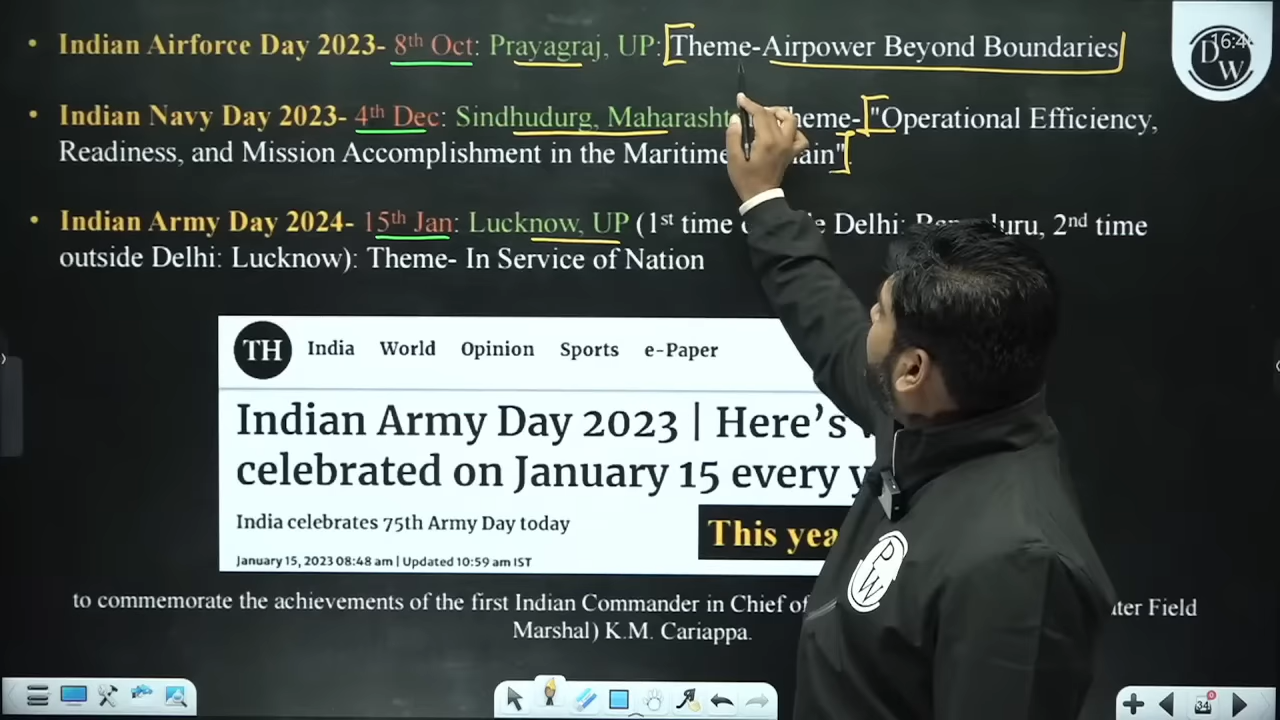 • Indian Airforce Day 2023- 8th Oct: Prayagraj, UP: Theme-Airpower Beyond Boundaries
16:4
PW
• Indian Navy Day 2023- 4th Dec: Sindhudurg, Maharasht "Operational Efficiency,
Readiness, and Mission Accomplishment in the Maritime
• Indian Army Day 2024- 15th Jan: Lucknow, UP (1st time Delhi: 2nd time
outside Delhi: Lucknow): Theme- In Service of Nation
TH India World Opinion Sports e-Paper
Indian Army Day 2023 | Here's
celebrated on January 15 every
India celebrates 75th Army Day today
This yea
January 15, 2023 08:48 am | Updated 10:59 am IST
PW
to commemorate the achievements of the first Indian Commander in Chief of Field
Marshal) K.M. Cariappa.
34